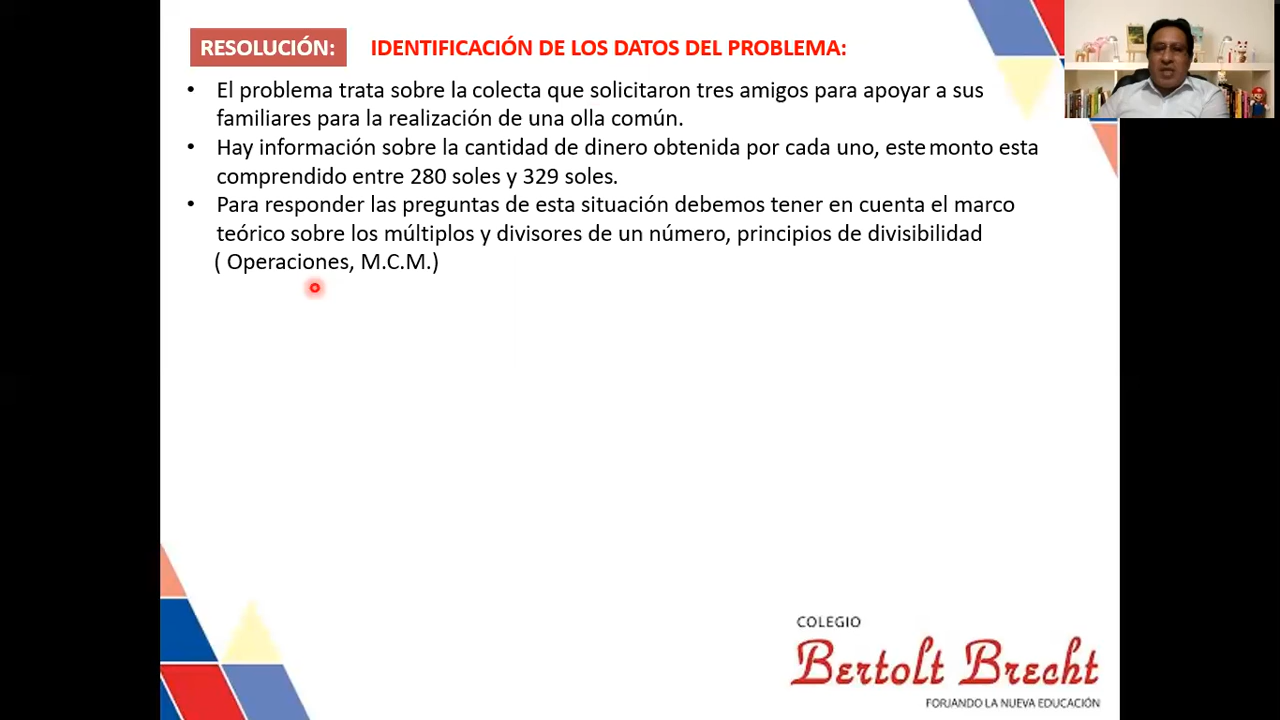 RESOLUCIÓN: IDENTIFICACIÓN DE LOS DATOS DEL PROBLEMA:
• El problema trata sobre la colecta que solicitaron tres amigos para apoyar a sus
familiares para la realización de una olla común.
• Hay información sobre la cantidad de dinero obtenida por cada uno, este monto esta
comprendido entre 280 soles y 329 soles.
• Para responder las preguntas de esta situación debemos tener en cuenta el marco
teórico sobre los múltiplos y divisores de un número, principios de divisibilidad
( Operaciones, M.C.M.)
COLEGIO
Bertolt Brecht
FORJANDO LA NUEVA EDUCACIÓN